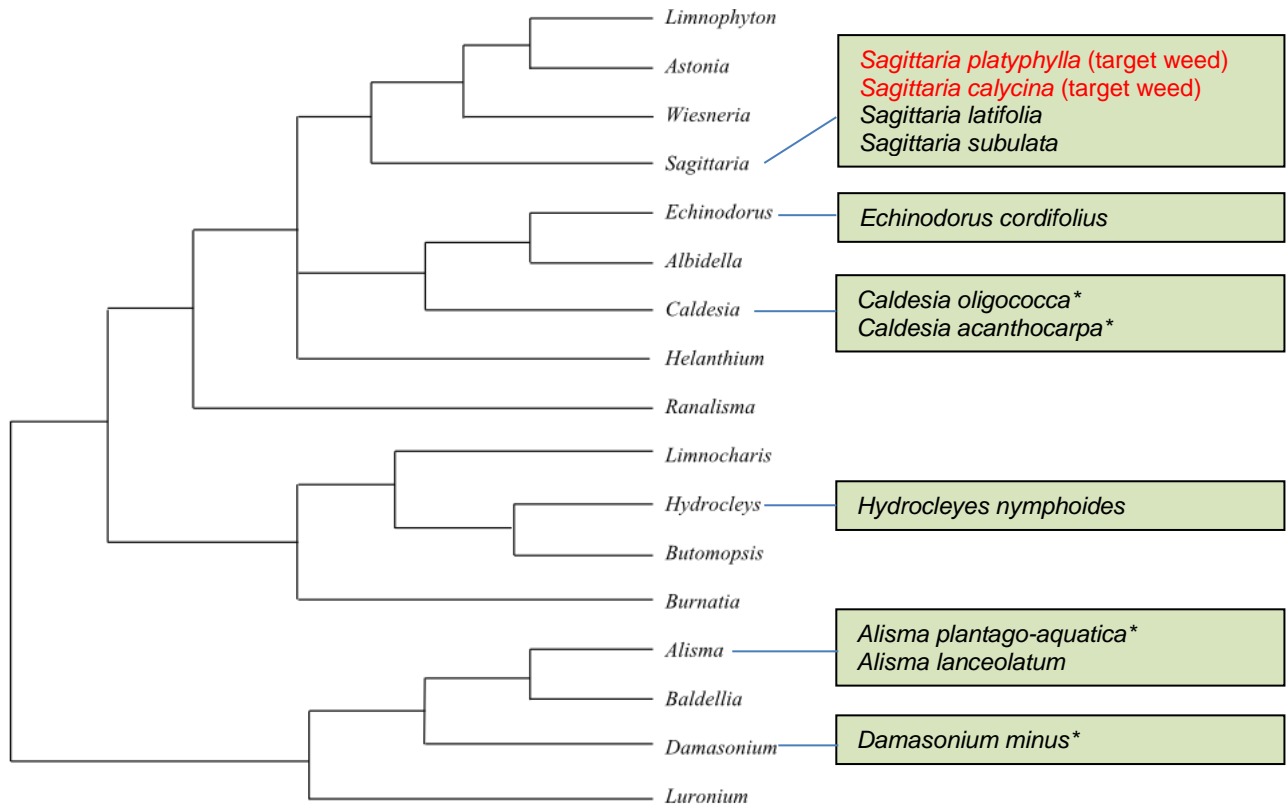 Limnophyton
Astonia
Wiesneria
Sagittaria
Sagittaria platyphylla (target weed)
Sagittaria calycina (target weed)
Sagittaria latifolia
Sagittaria subulata
Echinodorus
Echinodorus cordifolius
Albidella
Caldesia
Caldesia oligococca*
Caldesia acanthocarpa*
Helanthium
Ranalisma
Limnocharis
Hydrocleys
Hydrocleyes nymphoides
Butomopsis
Burnatia
Alisma
Alisma plantago-aquatica*
Alisma lanceolatum
Baldellia
Damasonium
Damasonium minus*
Luronium